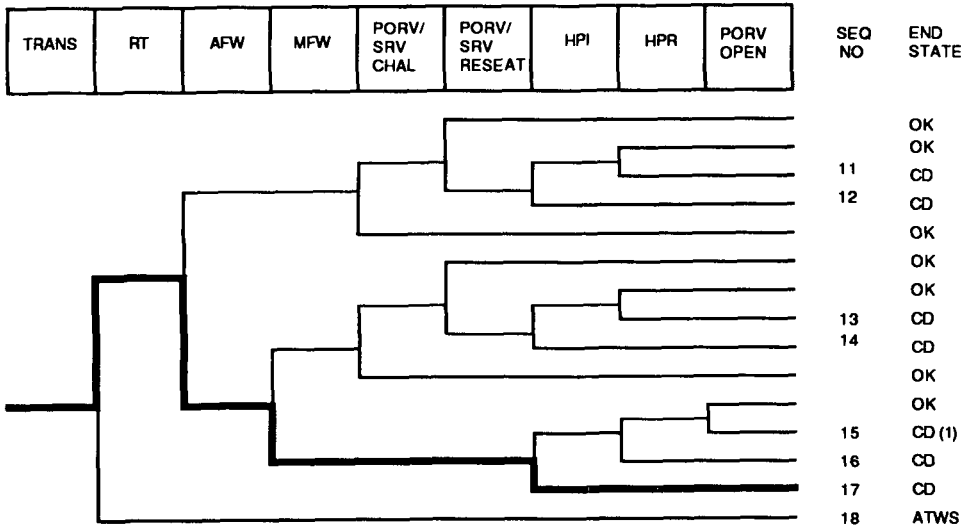 TRANS RT AFW MFW PORV/ SRV CHAL PORV/ SRV RESEAT HPI HPR PORV OPEN SEQ NO END STATE
OK
OK
11 CD
12 CD
OK
OK
OK
13 CD
14 CD
OK
OK
15 CD (1)
16 CD
17 CD
18 ATWS